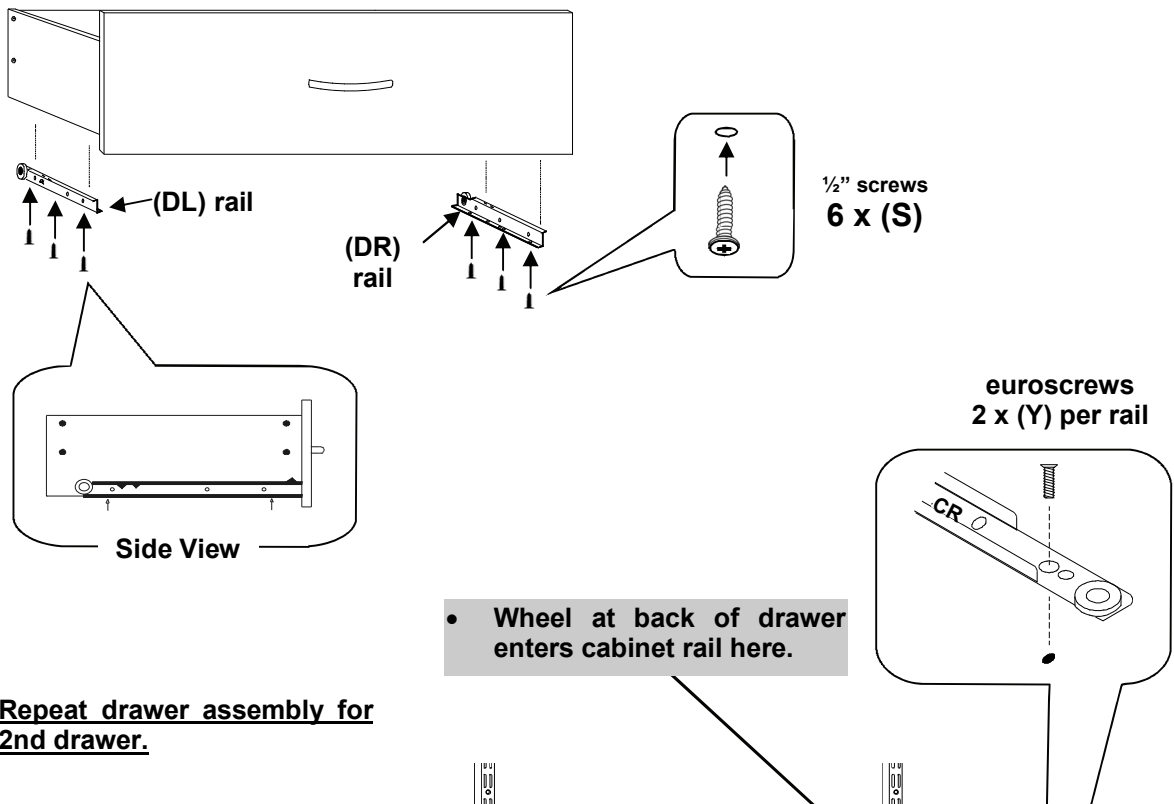 (DL) rail
(DR)
rail
½” screws
6 x (S)
Side View
euroscrews
2 x (Y) per rail
CR
• Wheel at back of drawer
enters cabinet rail here.
Repeat drawer assembly for
2nd drawer.